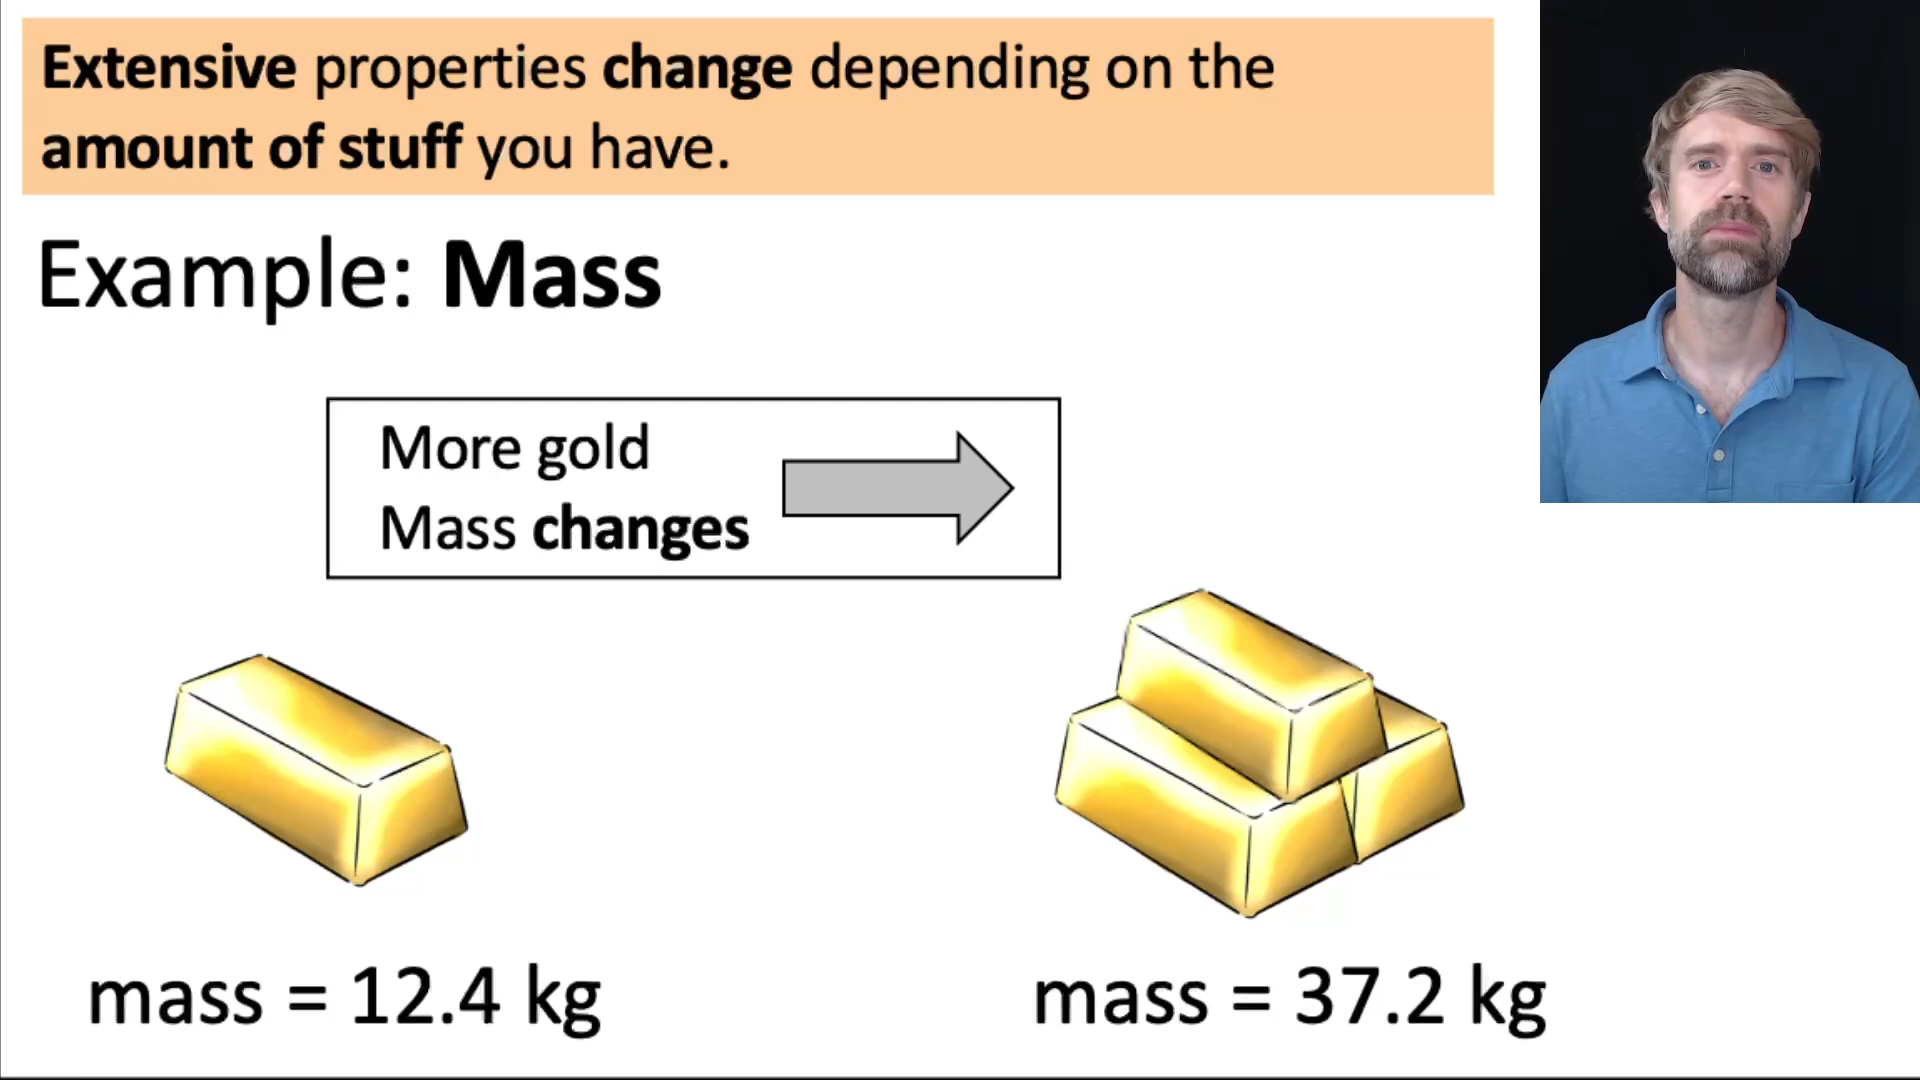 Extensive properties change depending on the
amount of stuff you have.
Example: Mass
More gold
Mass changes
mass = 12.4 kg
mass = 37.2 kg